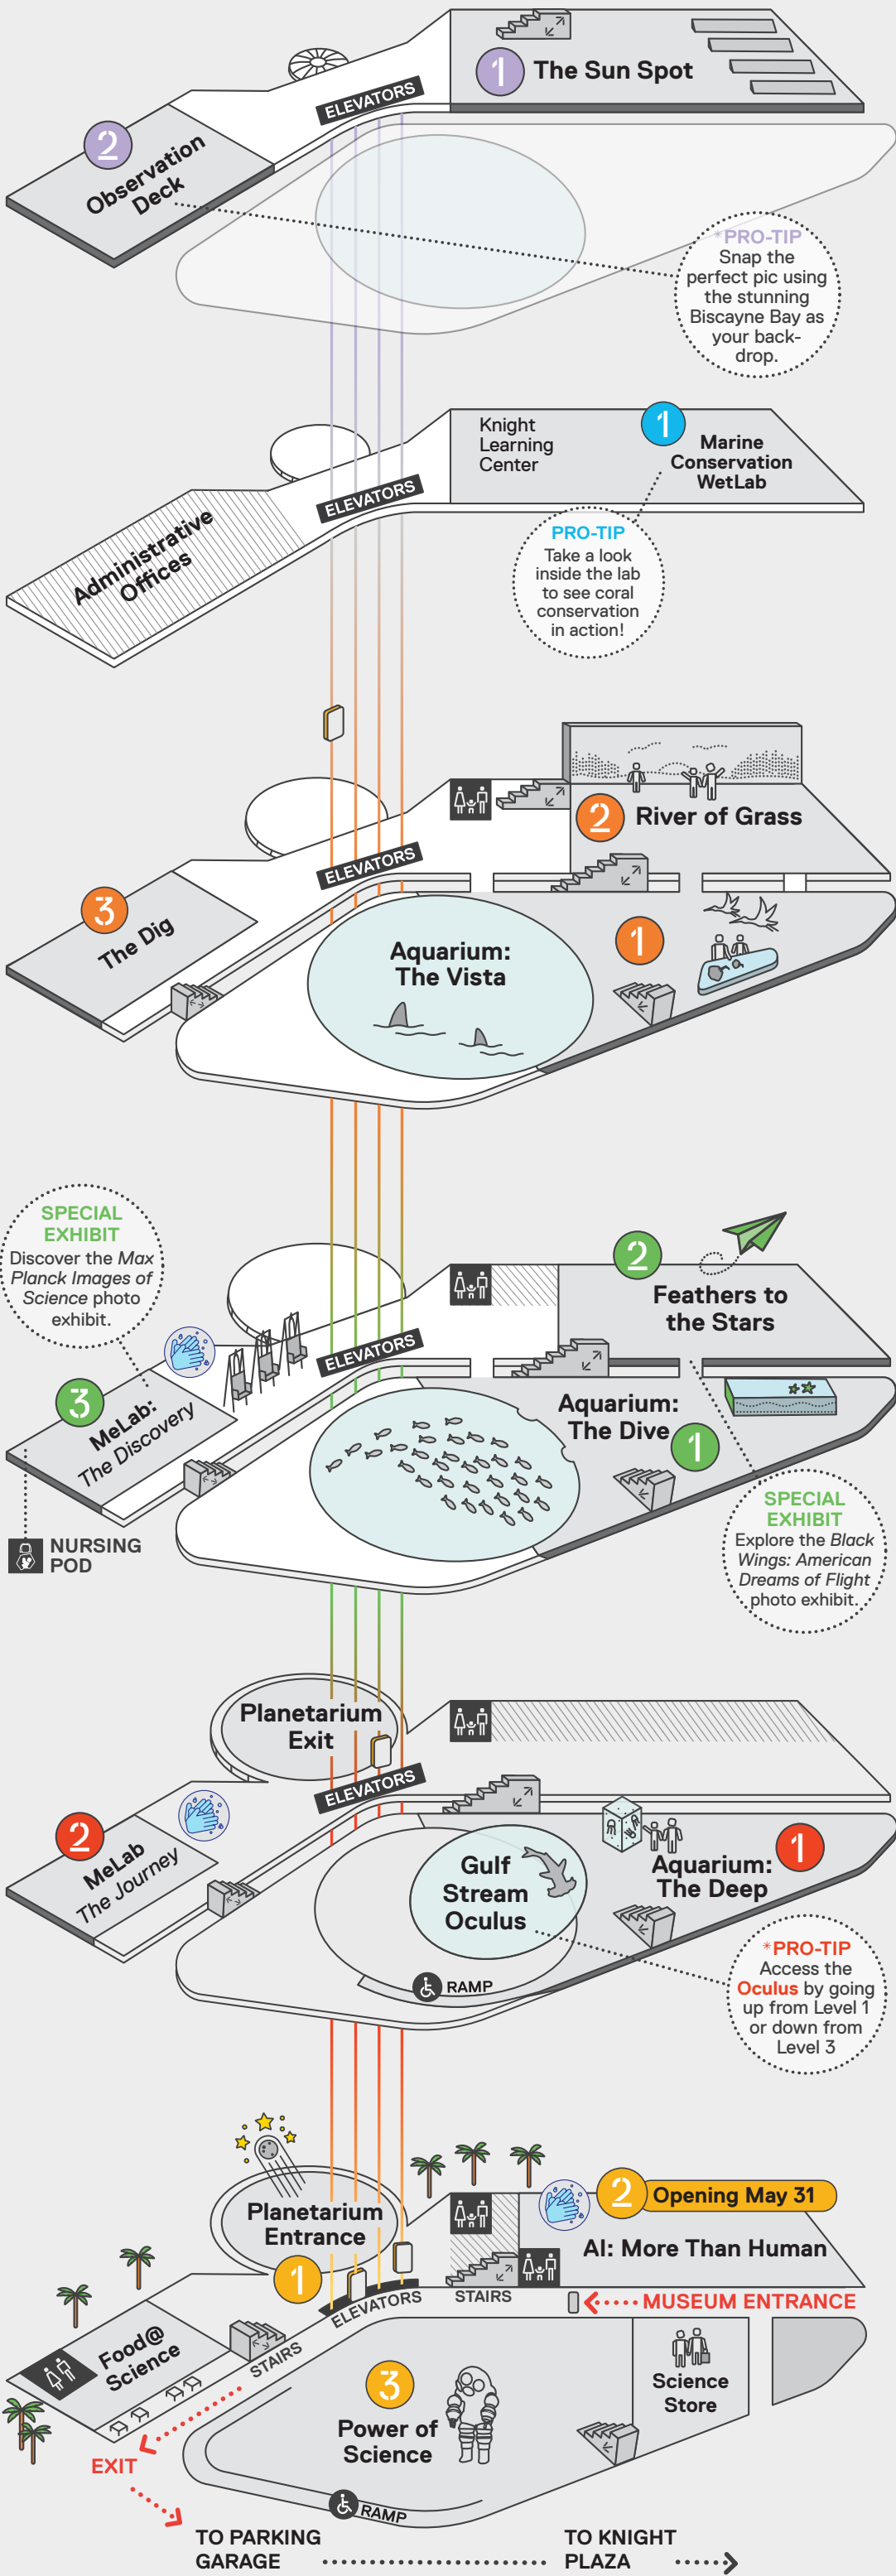 1 The Sun Spot
ELEVATORS
2
Observation
Deck
*PRO-TIP
Snap the
perfect pic using
the stunning
Biscayne Bay as
your back-
drop.
Knight
Learning
Center
1
Marine
Conservation
WetLab
ELEVATORS
Administrative
Offices
PRO-TIP
Take a look
inside the lab
to see coral
conservation
in action!
2 River of Grass
ELEVATORS
3
The Dig
Aquarium:
The Vista
1
SPECIAL
EXHIBIT
Discover the Max
Planck Images of
Science photo
exhibit.
2
Feathers to
the Stars
ELEVATORS
3
MeLab:
The Discovery
Aquarium:
The Dive
1
NURSING
POD
SPECIAL
EXHIBIT
Explore the Black
Wings: American
Dreams of Flight
photo exhibit.
Planetarium
Exit
ELEVATORS
2
MeLab
The Journey
Gulf
Stream
Oculus
1
Aquarium:
The Deep
RAMP
*PRO-TIP
Access the
Oculus by going
up from Level 1
or down from
Level 3
Planetarium
Entrance
1
2 Opening May 31
AI: More Than Human
ELEVATORS
STAIRS
MUSEUM ENTRANCE
Food@
Science
STAIRS
3
Power of
Science
Science
Store
EXIT
RAMP
TO PARKING
GARAGE
TO KNIGHT
PLAZA